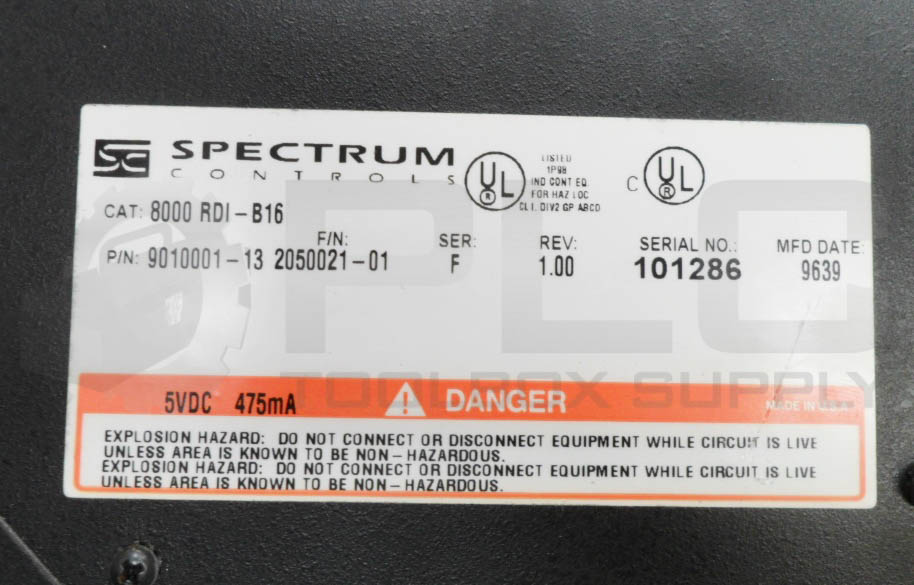 SC SPECTRUM
CONTROLS
UL
R
LISTED
1P98
IND CONT EQ.
FOR HAZ LOC
CL I, DIV2 GP ABCD
C UL
R
CAT: 8000 RDI-B16
F/N: SER: REV: SERIAL NO.: MFD DATE:
P/N: 9010001-13 2050021-01 F 1.00 101286 9639
PLC
TOOLBOX SUPPLY
5VDC 475mA DANGER MADE IN U.S.A.
EXPLOSION HAZARD: DO NOT CONNECT OR DISCONNECT EQUIPMENT WHILE CIRCUIT IS LIVE
UNLESS AREA IS KNOWN TO BE NON-HAZARDOUS.
EXPLOSION HAZARD: DO NOT CONNECT OR DISCONNECT EQUIPMENT WHILE CIRCUIT IS LIVE
UNLESS AREA IS KNOWN TO BE NON-HAZARDOUS.